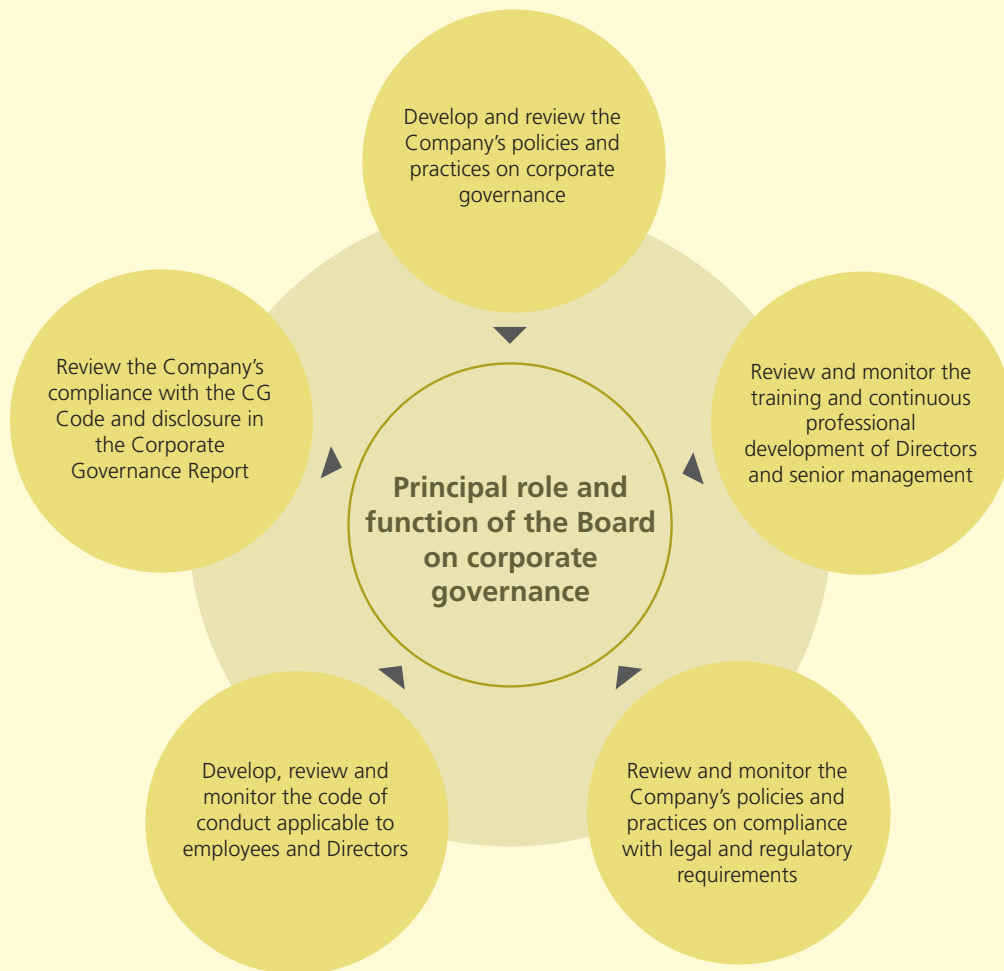 Develop and review the
Company’s policies and
practices on corporate
governance
Review the Company’s
compliance with the CG
Code and disclosure in
the Corporate
Governance Report
Review and monitor the
training and continuous
professional
development of Directors
and senior management
Principal role and
function of the Board
on corporate
governance
Develop, review and
monitor the code of
conduct applicable to
employees and Directors
Review and monitor the
Company’s policies and
practices on compliance
with legal and regulatory
requirements